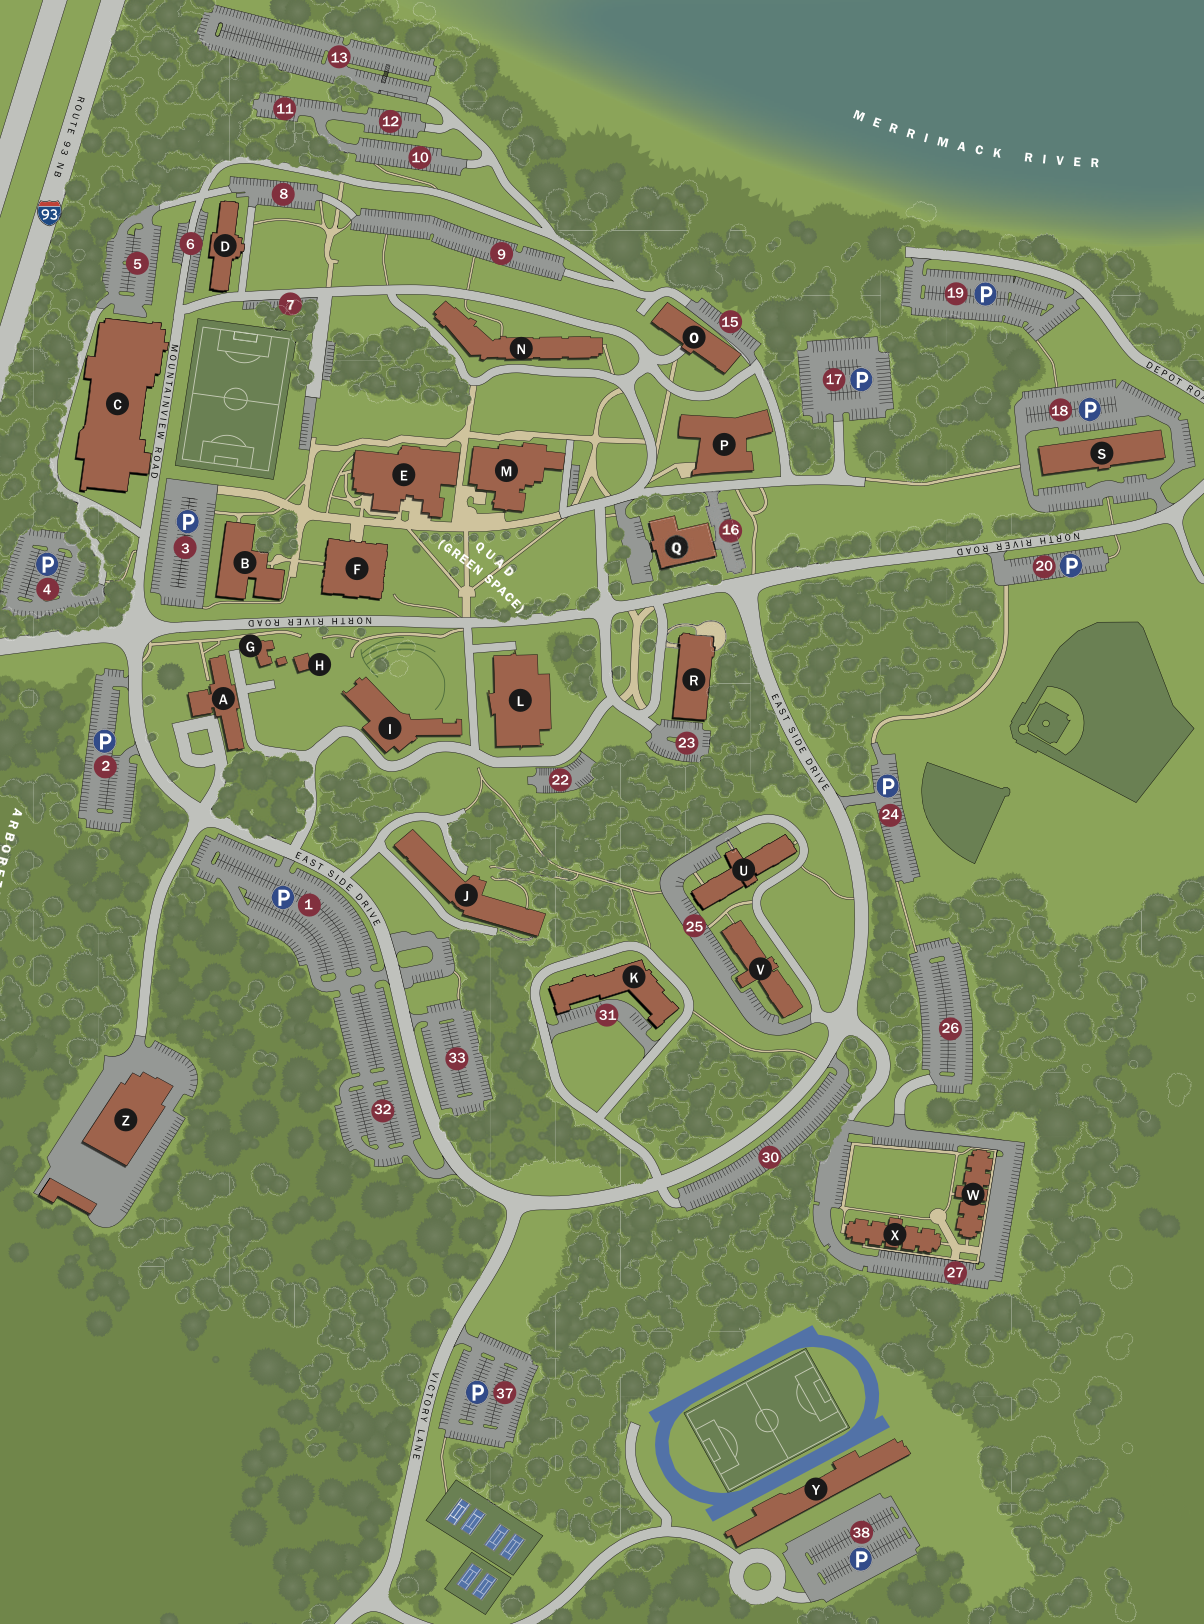 13
11
12
10
ROUTE 93 NB
MERRIMACK RIVER
93
8
6
D
9
5
7
19 P
15
O
N
17 P
DEPOT
C
MOUNTAINVIEW ROAD
18 P
P
S
E
M
P
3
16
Q
QUAD
(GREEN SPACE)
NORTH RIVER ROAD
P
4
B
F
20 P
NORTH RIVER ROAD
G
H
A
R
I
L
EAST SIDE DRIVE
P
2
23
22
P
24
EAST SIDE DRIVE
U
P 1
J
25
V
K
31
26
33
32
Z
30
W
X
27
P 37
VICTORY LANE
Y
38
P